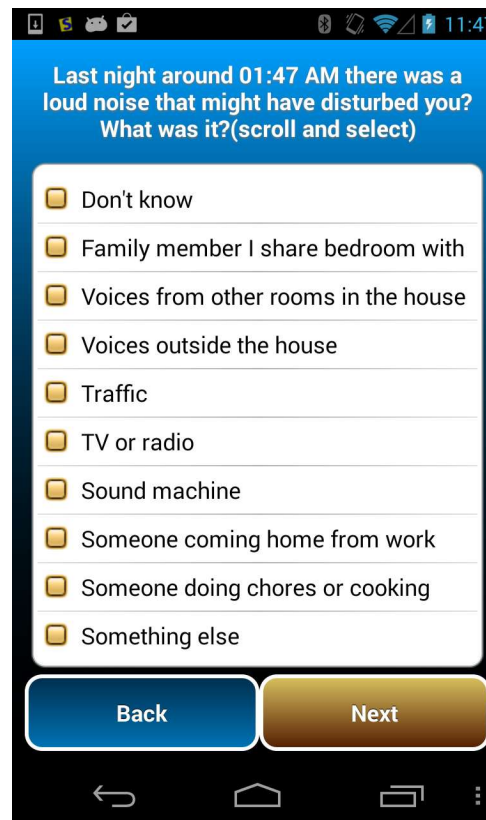 11:47
Last night around 01:47 AM there was a
loud noise that might have disturbed you?
What was it?(scroll and select)
Don't know
Family member I share bedroom with
Voices from other rooms in the house
Voices outside the house
Traffic
TV or radio
Sound machine
Someone coming home from work
Someone doing chores or cooking
Something else
Back
Next